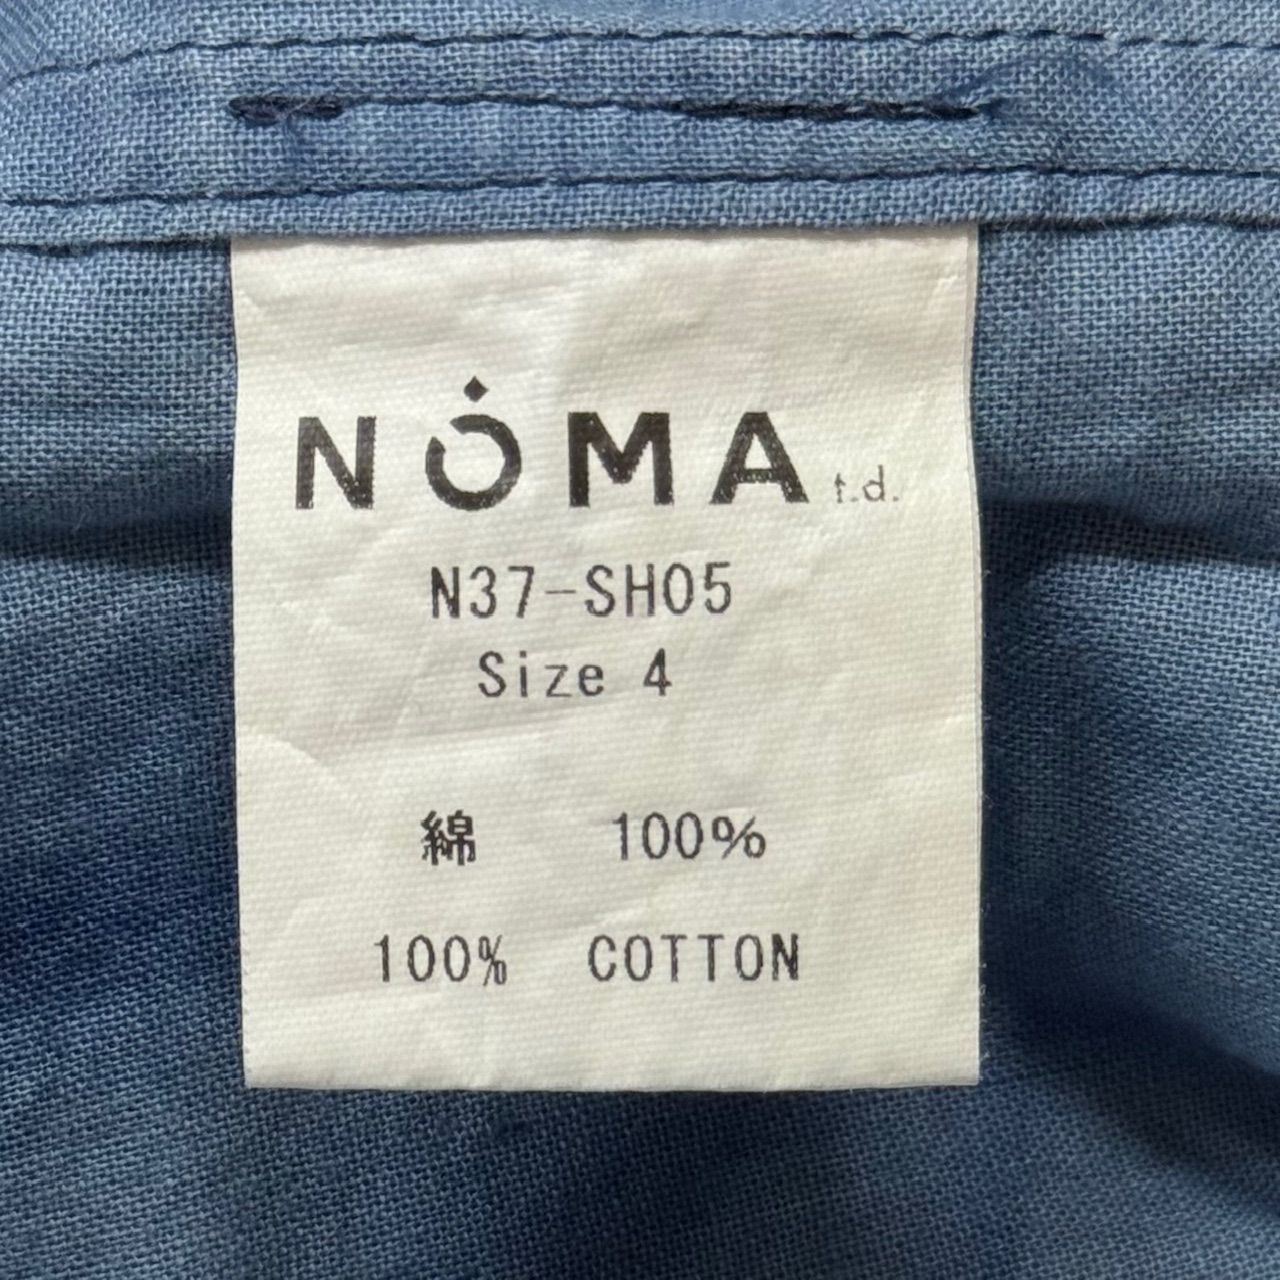 NOMA t.d.
N37-SH05
Size 4
綿 100%
100% COTTON